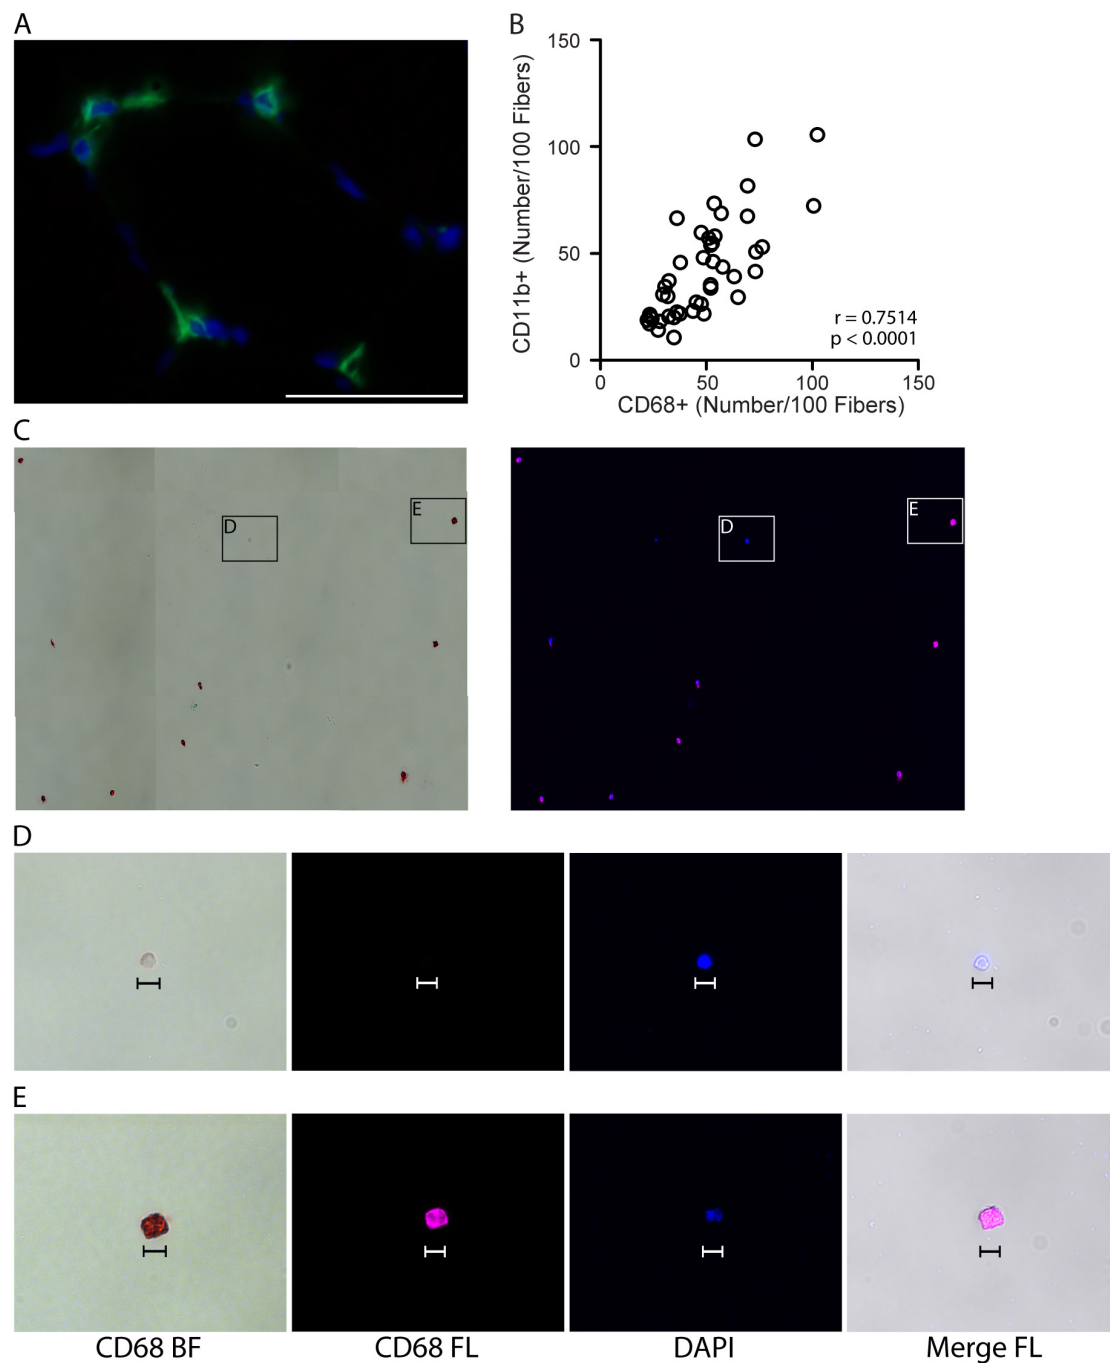 A
B
150
100
50
0
CD11b+ (Number/100 Fibers)
r = 0.7514
p < 0.0001
0
50
100
150
CD68+ (Number/100 Fibers)
C
D
E
D
E
D
E
CD68 BF
CD68 FL
DAPI
Merge FL